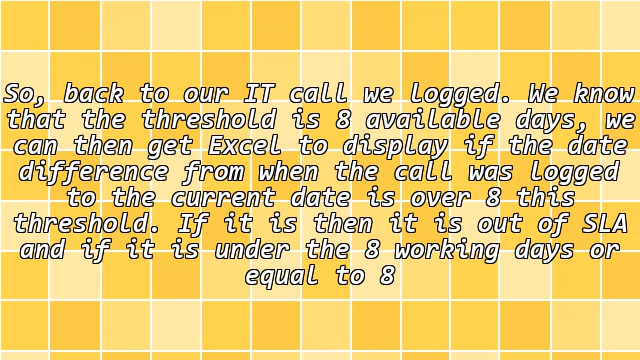 So, back to our IT call we logged. We know
that the threshold is 8 available days, we
can then get Excel to display if the date
difference from when the call was logged
to the current date is over 8 this
threshold. If it is then it is out of SLA
and if it is under the 8 working days or
equal to 8